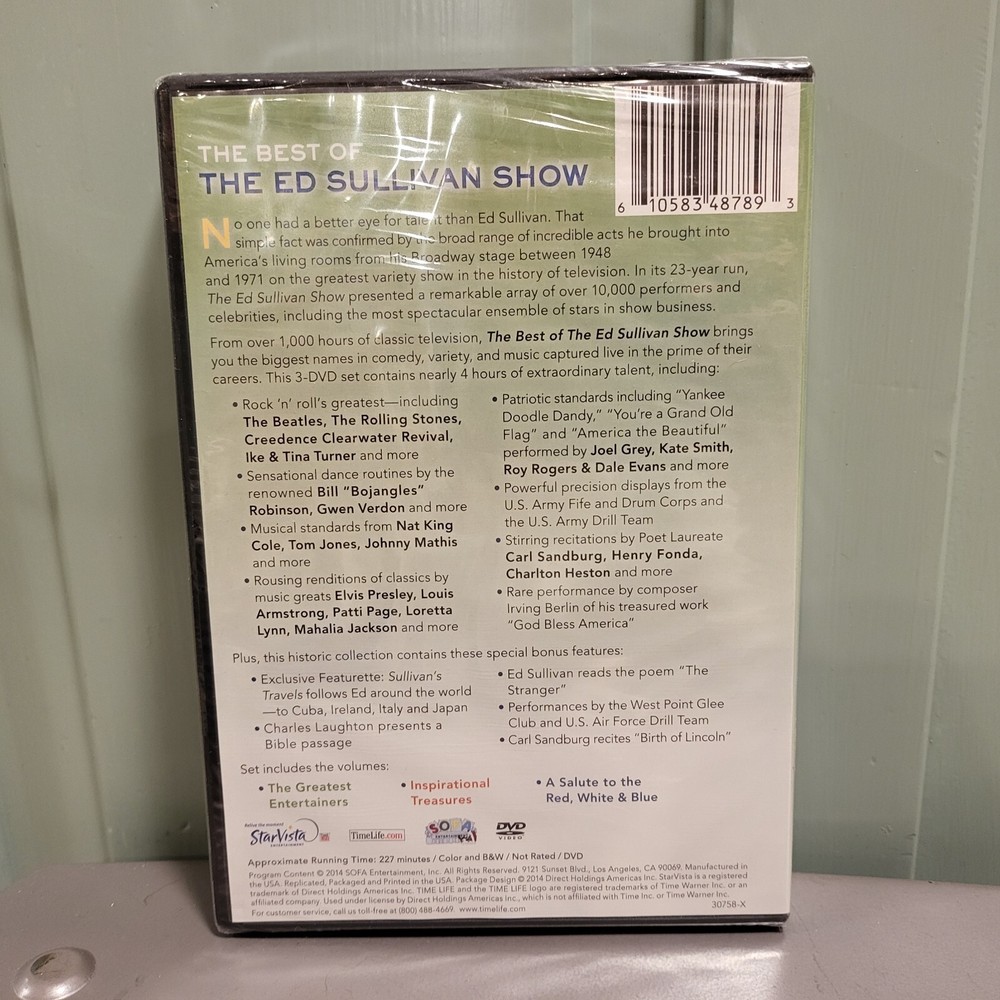 THE BEST OF
THE ED SULLIVAN SHOW
6 10583 48789 3
No one had a better eye for talent than Ed Sullivan. That
simple fact was confirmed by the broad range of incredible acts he brought into
America's living rooms from his Broadway stage between 1948
and 1971 on the greatest variety show in the history of television. In its 23-year run,
The Ed Sullivan Show presented a remarkable array of over 10,000 performers and
celebrities, including the most spectacular ensemble of stars in show business.
From over 1,000 hours of classic television, The Best of The Ed Sullivan Show brings
you the biggest names in comedy, variety, and music captured live in the prime of their
careers. This 3-DVD set contains nearly 4 hours of extraordinary talent, including:
• Rock 'n' roll's greatest—including
The Beatles, The Rolling Stones,
Creedence Clearwater Revival,
Ike & Tina Turner and more
• Sensational dance routines by the
renowned Bill "Bojangles"
Robinson, Gwen Verdon and more
• Musical standards from Nat King
Cole, Tom Jones, Johnny Mathis
and more
• Rousing renditions of classics by
music greats Elvis Presley, Louis
Armstrong, Patti Page, Loretta
Lynn, Mahalia Jackson and more
• Patriotic standards including "Yankee
Doodle Dandy," "You're a Grand Old
Flag" and "America the Beautiful"
performed by Joel Grey, Kate Smith,
Roy Rogers & Dale Evans and more
• Powerful precision displays from the
U.S. Army Fife and Drum Corps and
the U.S. Army Drill Team
• Stirring recitations by Poet Laureate
Carl Sandburg, Henry Fonda,
Charlton Heston and more
• Rare performance by composer
Irving Berlin of his treasured work
"God Bless America"
Plus, this historic collection contains these special bonus features:
• Exclusive Featurette: Sullivan's
Travels follows Ed around the world
—to Cuba, Ireland, Italy and Japan
• Charles Laughton presents a
Bible passage
• Ed Sullivan reads the poem "The
Stranger"
• Performances by the West Point Glee
Club and U.S. Air Force Drill Team
• Carl Sandburg recites "Birth of Lincoln"
Set includes the volumes:
• The Greatest
Entertainers
• Inspirational
Treasures
• A Salute to the
Red, White & Blue
Relive the moment
StarVista
ENTERTAINMENT
TimeLife.com
SOFA
ENTERTAINMENT
DVD
VIDEO
Approximate Running Time: 227 minutes / Color and B&W / Not Rated / DVD
Program Content © 2014 SOFA Entertainment, Inc. All Rights Reserved. 9121 Sunset Blvd., Los Angeles, CA 90069. Manufactured in
the USA. Replicated, Packaged and Printed in the USA. Package Design © 2014 Direct Holdings Americas Inc. StarVista is a registered
trademark of Direct Holdings Americas Inc. TIME LIFE and the TIME LIFE logo are registered trademarks of Time Warner Inc. or an
affiliated company. Used under license by Direct Holdings Americas Inc., which is not affiliated with Time Inc. or Time Warner Inc.
For customer service, call us toll-free at (800) 488-4669. www.timelife.com
30758-X